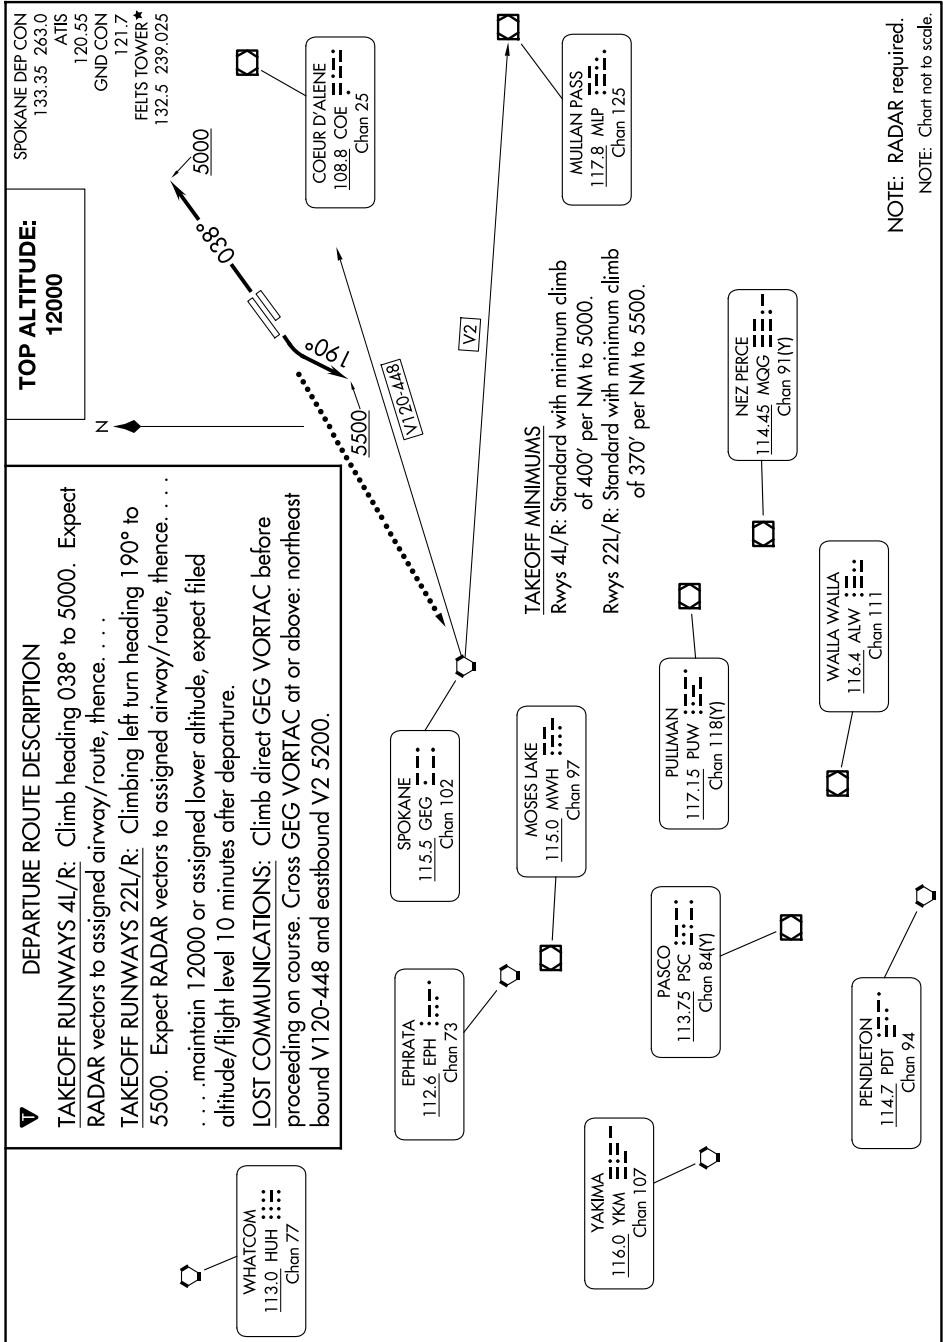 DEPARTURE ROUTE DESCRIPTION
TAKEOFF RUNWAYS 4L/R: Climb heading 038° to 5000. Expect
RADAR vectors to assigned airway/route, thence. . . .
TAKEOFF RUNWAYS 22L/R: Climbing left turn heading 190° to
5500. Expect RADAR vectors to assigned airway/route, thence. . . .
. . . .maintain 12000 or assigned lower altitude, expect filed
altitude/flight level 10 minutes after departure.
LOST COMMUNICATIONS: Climb direct GEG VORTAC before
proceeding on course. Cross GEG VORTAC at or above: northeast
bound V120-448 and eastbound V2 5200.
TOP ALTITUDE:
12000
SPOKANE DEP CON
133.35 263.0
ATIS
120.55
GND CON
121.7
FELTS TOWER★
132.5 239.025
N
5000
038°
190°
5500
V120-448
V2
COEUR D'ALENE
108.8 COE
Chan 25
MULLAN PASS
117.8 MLP
Chan 125
WHATCOM
113.0 HUH
Chan 77
EPHRATA
112.6 EPH
Chan 73
SPOKANE
115.5 GEG
Chan 102
MOSES LAKE
115.0 MWH
Chan 97
TAKEOFF MINIMUMS
Rwys 4L/R: Standard with minimum climb
of 400' per NM to 5000.
Rwys 22L/R: Standard with minimum climb
of 370' per NM to 5500.
YAKIMA
116.0 YKM
Chan 107
PASCO
113.75 PSC
Chan 84(Y)
PULLMAN
117.15 PUW
Chan 118(Y)
NEZ PERCE
114.45 MQG
Chan 91(Y)
PENDLETON
114.7 PDT
Chan 94
WALLA WALLA
116.4 ALW
Chan 111
NOTE: RADAR required.
NOTE: Chart not to scale.